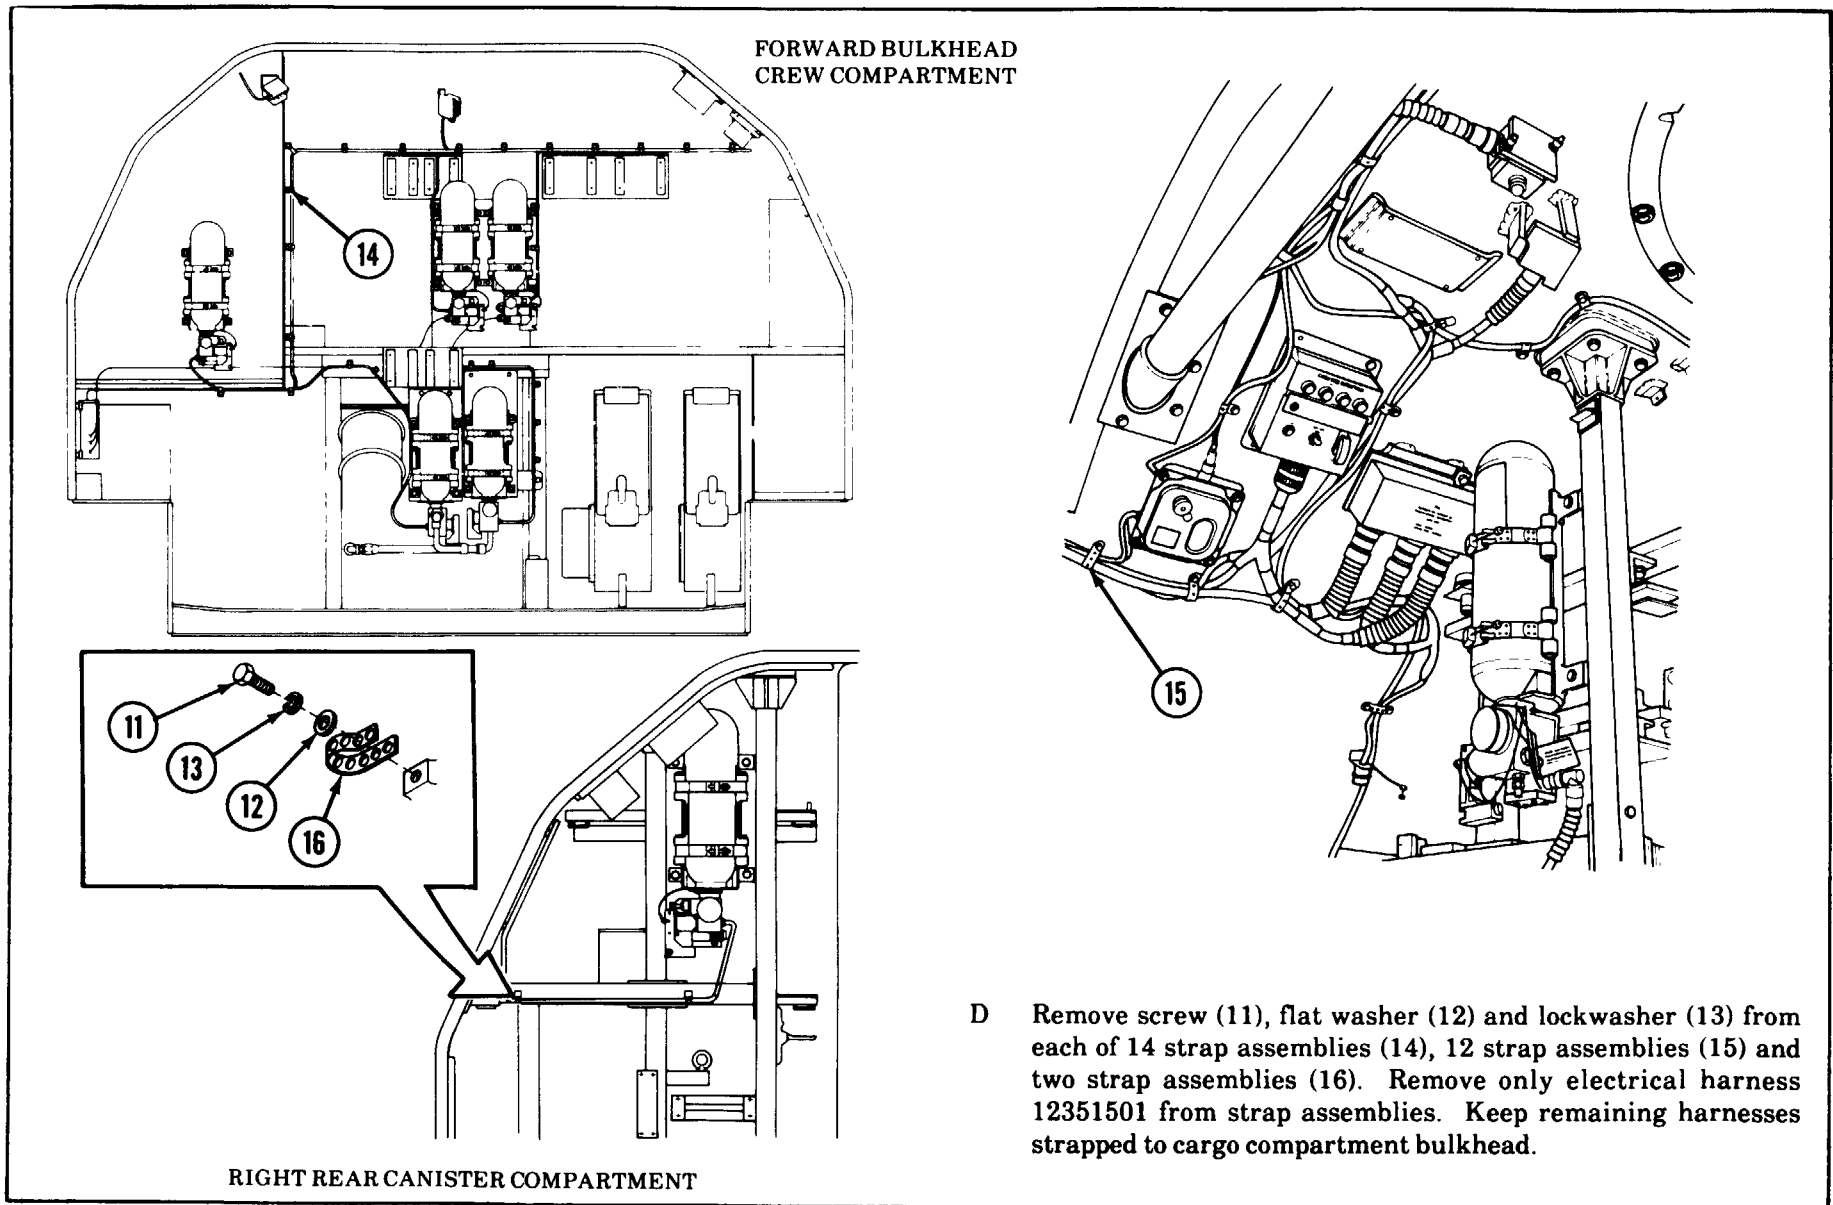 FORWARD BULKHEAD
CREW COMPARTMENT
14
15
11
13
12
16
RIGHT REAR CANISTER COMPARTMENT
D Remove screw (11), flat washer (12) and lockwasher (13) from
each of 14 strap assemblies (14), 12 strap assemblies (15) and
two strap assemblies (16). Remove only electrical harness
12351501 from strap assemblies. Keep remaining harnesses
strapped to cargo compartment bulkhead.